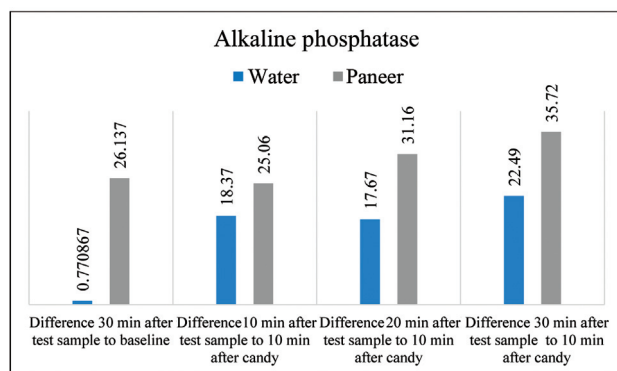 Alkaline phosphatase
Water Paneer
0.770867
26.137
18.37
25.06
17.67
31.16
22.49
35.72
Difference 30 min after
test sample to baseline
Difference10 min after
test sample to 10 min
after candy
Difference20 min after
test sample to 10 min
after candy
Difference 30 min after
test sample to 10 min
after candy